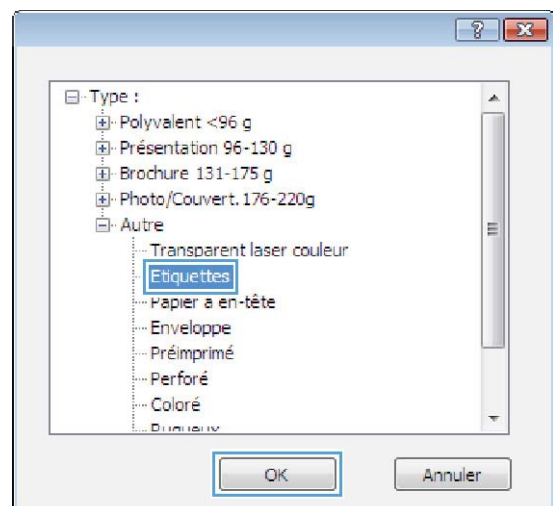 Type :
Polyvalent <96 g
Présentation 96-130 g
Brochure 131-175 g
Photo/Couvert. 176-220g
Autre
Transparent laser couleur
Etiquettes
Papier à en-tête
Enveloppe
Préimprimé
Perforé
Coloré
OK Annuler